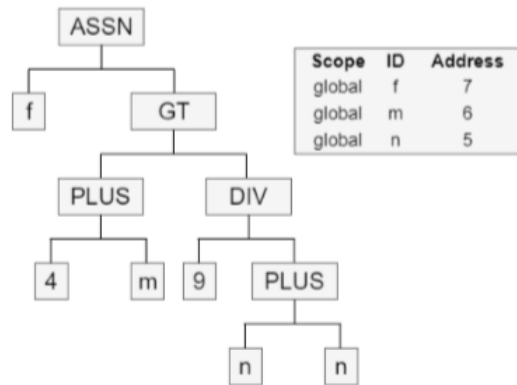 ASSN
f GT
PLUS DIV
4 m 9 PLUS
n n
Scope ID Address
global f 7
global m 6
global n 5